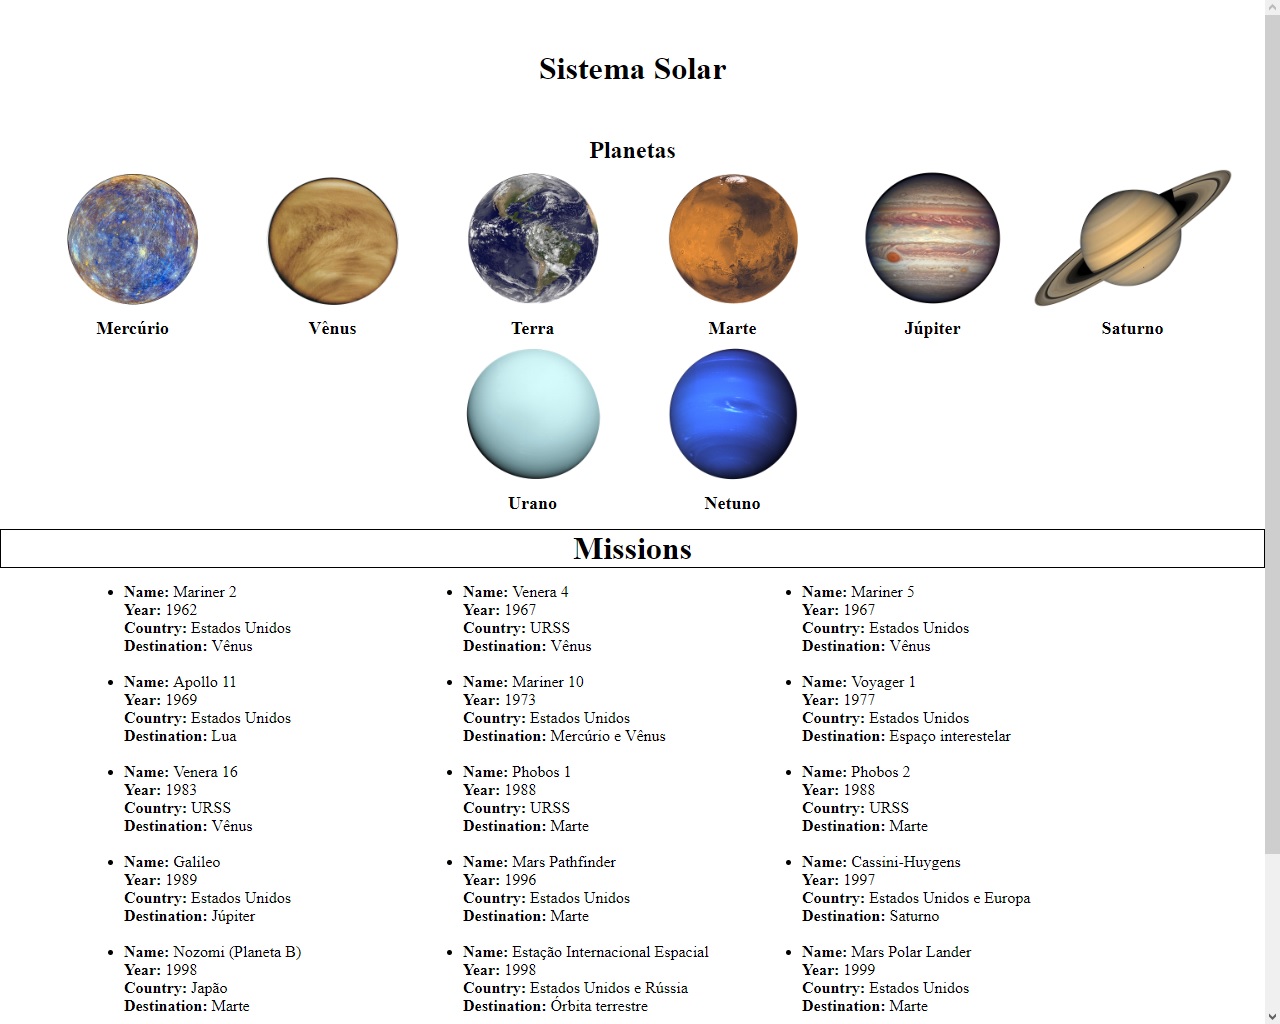 Sistema Solar
Planetas
Mercúrio
Vênus
Terra
Marte
Júpiter
Saturno
Urano
Netuno
Missions
Name: Mariner 2
Year: 1962
Country: Estados Unidos
Destination: Vênus
Name: Venera 4
Year: 1967
Country: URSS
Destination: Vênus
Name: Mariner 5
Year: 1967
Country: Estados Unidos
Destination: Vênus
Name: Apollo 11
Year: 1969
Country: Estados Unidos
Destination: Lua
Name: Mariner 10
Year: 1973
Country: Estados Unidos
Destination: Mercúrio e Vênus
Name: Voyager 1
Year: 1977
Country: Estados Unidos
Destination: Espaço interestelar
Name: Venera 16
Year: 1983
Country: URSS
Destination: Vênus
Name: Phobos 1
Year: 1988
Country: URSS
Destination: Marte
Name: Phobos 2
Year: 1988
Country: URSS
Destination: Marte
Name: Galileo
Year: 1989
Country: Estados Unidos
Destination: Júpiter
Name: Mars Pathfinder
Year: 1996
Country: Estados Unidos
Destination: Marte
Name: Cassini-Huygens
Year: 1997
Country: Estados Unidos e Europa
Destination: Saturno
Name: Nozomi (Planeta B)
Year: 1998
Country: Japão
Destination: Marte
Name: Estação Internacional Espacial
Year: 1998
Country: Estados Unidos e Rússia
Destination: Órbita terrestre
Name: Mars Polar Lander
Year: 1999
Country: Estados Unidos
Destination: Marte